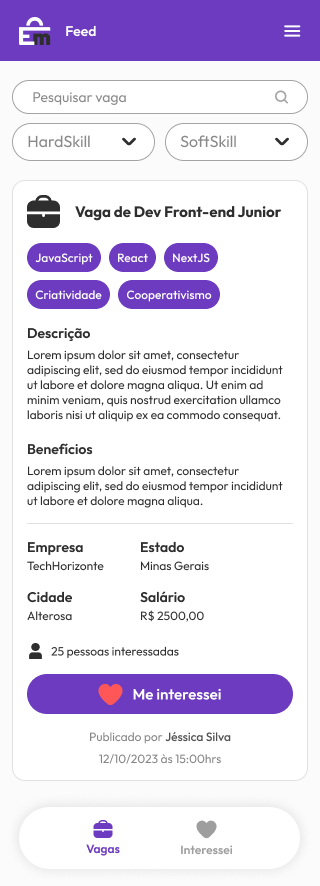 Em
Feed
Pesquisar vaga
HardSkill
SoftSkill
Vaga de Dev Front-end Junior
JavaScript
React
NextJS
Criatividade
Cooperativismo
Descrição
Lorem ipsum dolor sit amet, consectetur
adipiscing elit, sed do eiusmod tempor incididunt
ut labore et dolore magna aliqua. Ut enim ad
minim veniam, quis nostrud exercitation ullamco
laboris nisi ut aliquip ex ea commodo consequat.
Benefícios
Lorem ipsum dolor sit amet, consectetur
adipiscing elit, sed do eiusmod tempor incididunt
ut labore et dolore magna aliqua.
Empresa
TechHorizonte
Estado
Minas Gerais
Cidade
Alterosa
Salário
R$ 2500,00
25 pessoas interessadas
Me interessei
Publicado por Jéssica Silva
12/10/2023 às 15:00hrs
Vagas
Interessei